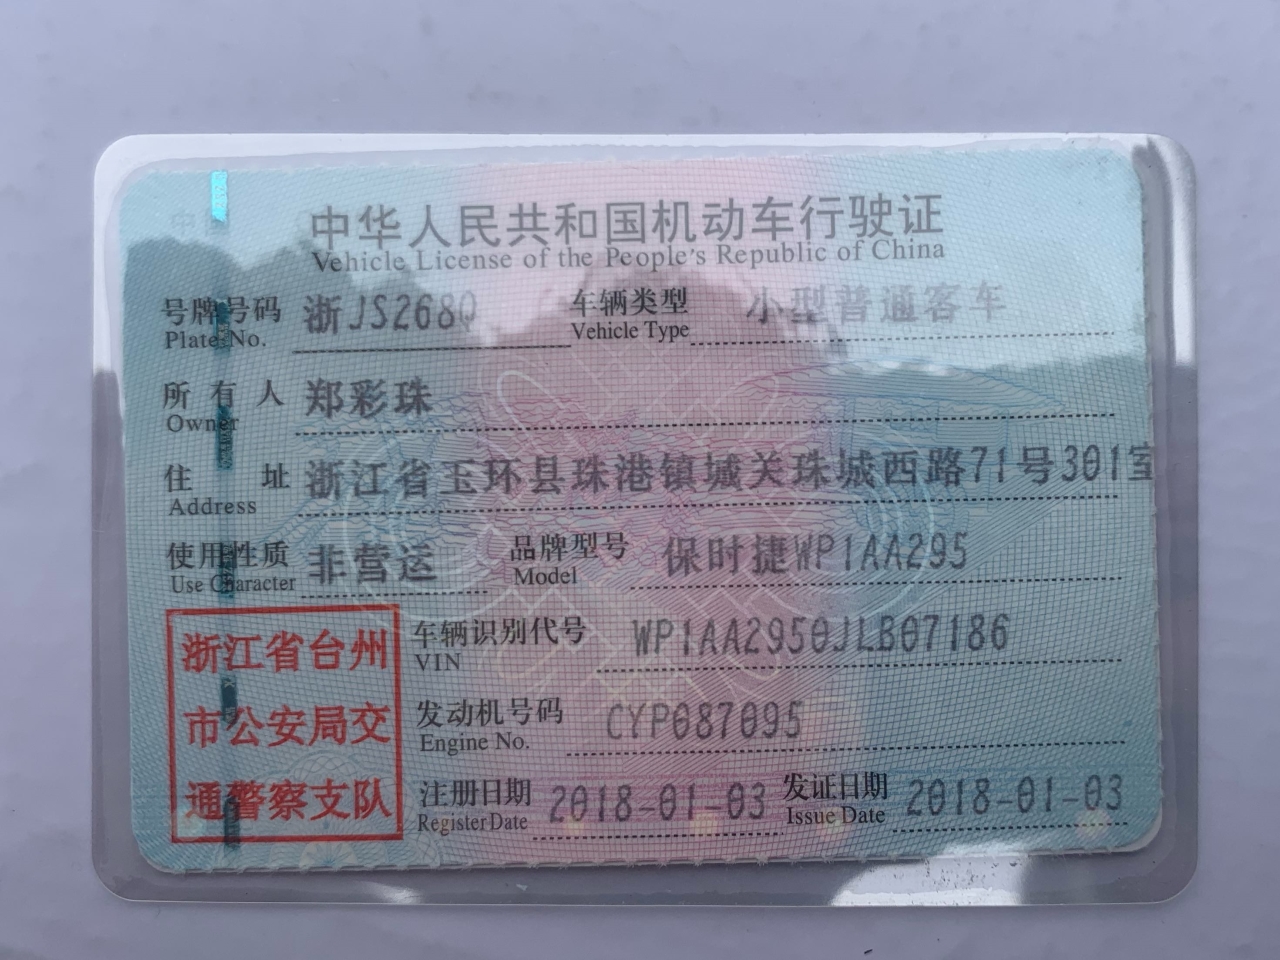 中华人民共和国机动车行驶证
Vehicle License of the People's Republic of China
号牌号码 浙JS268Q 车辆类型 小型普通客车
Plate No. Vehicle Type
所有人 郑彩珠
Owner
住址 浙江省玉环县珠港镇城关珠城西路71号301室
Address
使用性质 非营运 品牌型号 保时捷WP1AA295
Use Character Model
车辆识别代号 WP1AA2950JLB07186
VIN
发动机号码 CYP087095
Engine No.
注册日期 2018-01-03 发证日期 2018-01-03
Register Date Issue Date
浙江省台州
市公安局交
通警察支队